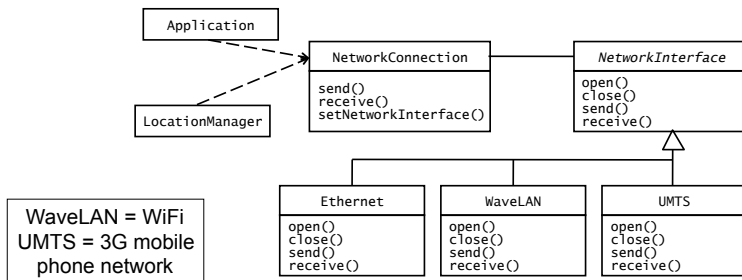 Application
NetworkConnection
NetworkInterface
send()
receive()
setNetworkInterface()
open()
close()
send()
receive()
LocationManager
Ethernet
WaveLAN
UMTS
open()
close()
send()
receive()
open()
close()
send()
receive()
open()
close()
send()
receive()
WaveLAN = WiFi
UMTS = 3G mobile
phone network